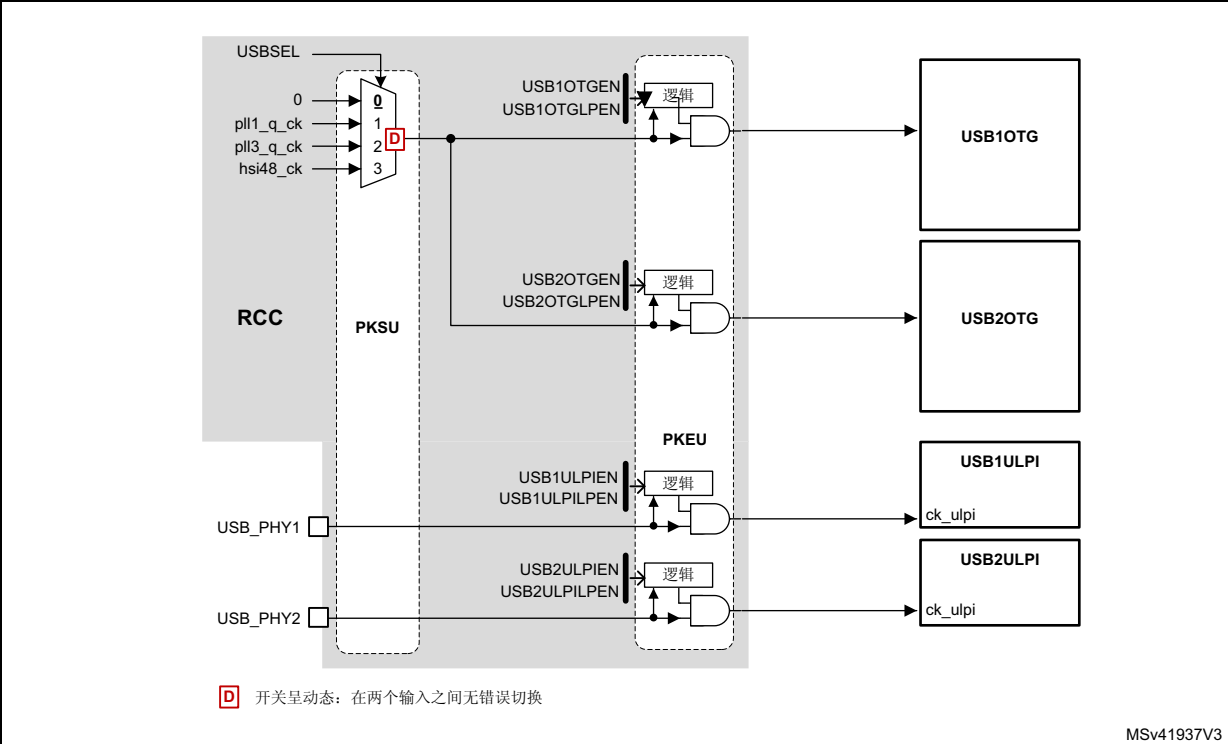 USBSEL
0
pll1_q_ck
pll3_q_ck
hsi48_ck
0
1
2
3
D
USB1OTGEN
USB1OTGLPEN
逻辑
USB1OTG
USB2OTGEN
USB2OTGLPEN
逻辑
USB2OTG
RCC
PKSU
PKEU
USB1ULPIEN
USB1ULPILPEN
逻辑
USB1ULPI
ck_ulpi
USB_PHY1
USB2ULPIEN
USB2ULPILPEN
逻辑
USB2ULPI
ck_ulpi
USB_PHY2
D 开关呈动态：在两个输入之间无错误切换
MSv41937V3